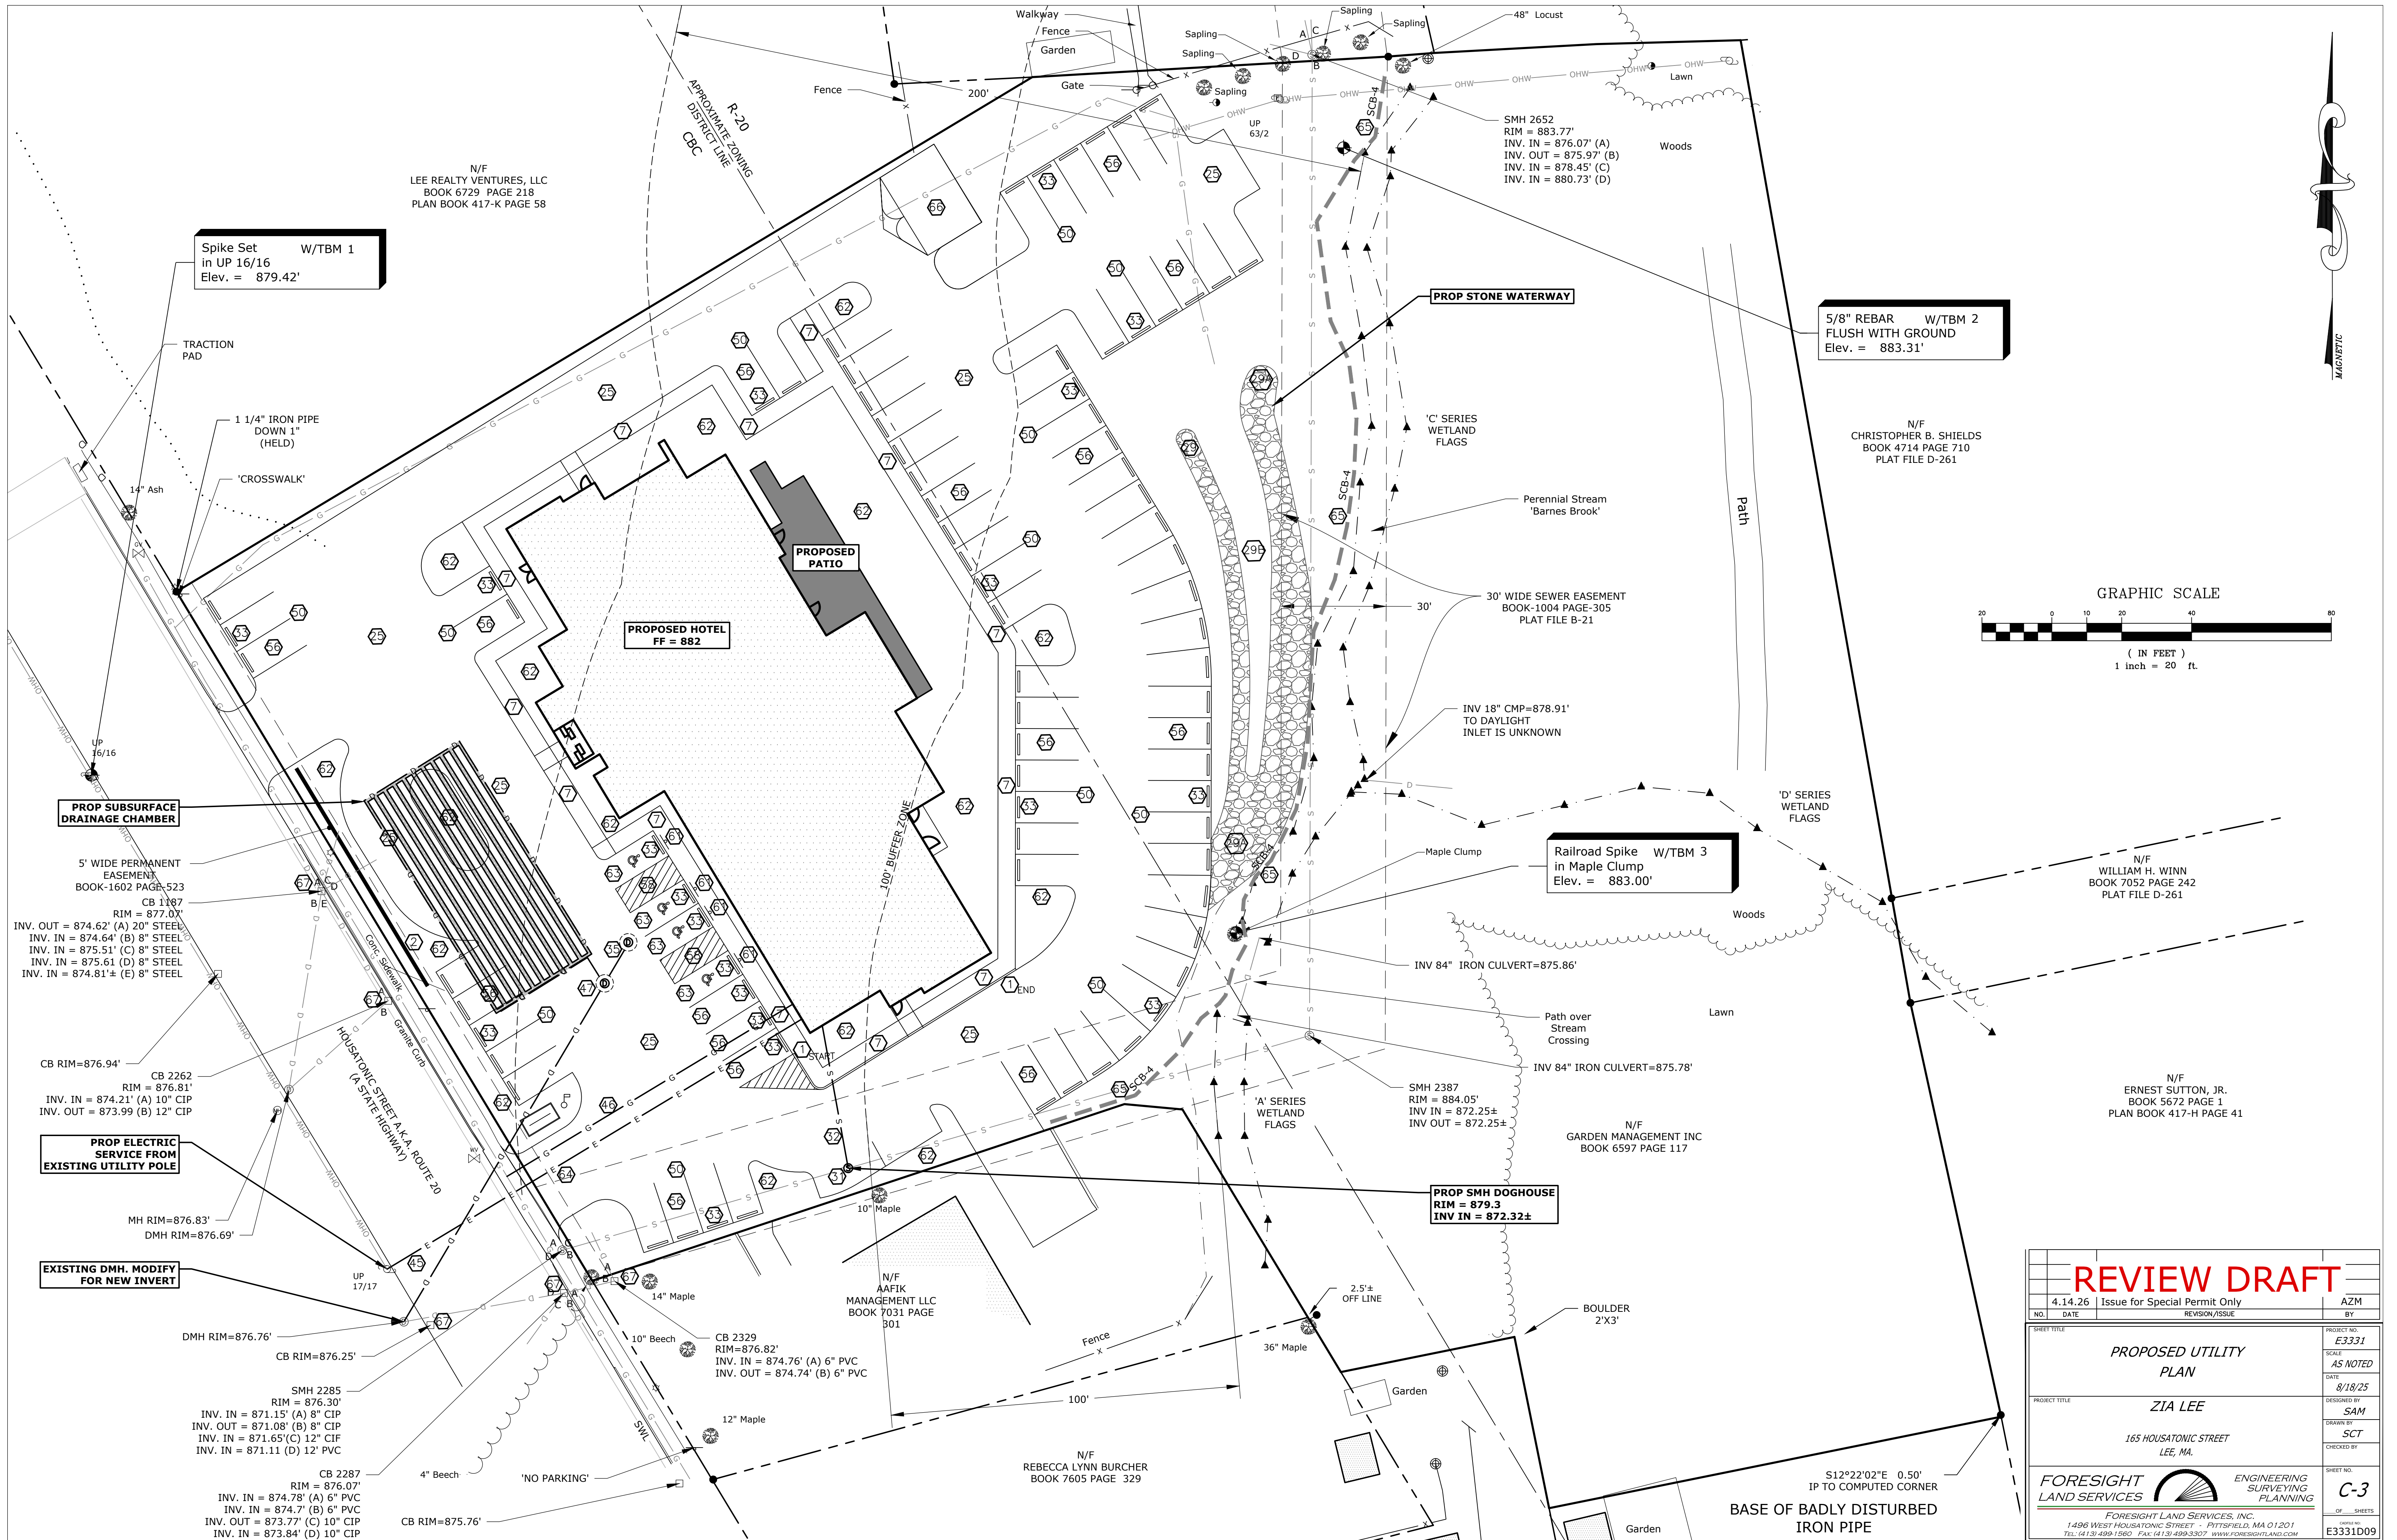 Walkway
Fence
Garden
Gate
Fence
200'
Sapling
Sapling
Sapling
Sapling
Sapling
48" Locust
A C
D
B
Lawn
Woods
UP
63/2
SMH 2652
RIM = 883.77'
INV. IN = 876.07' (A)
INV. OUT = 875.97' (B)
INV. IN = 878.45' (C)
INV. IN = 880.73' (D)
R-20
APPROXIMATE ZONING
DISTRICT LINE
CBC
N/F
LEE REALTY VENTURES, LLC
BOOK 6729 PAGE 218
PLAN BOOK 417-K PAGE 58
Spike Set W/TBM 1
in UP 16/16
Elev. = 879.42'
TRACTION
PAD
1 1/4" IRON PIPE
DOWN 1"
(HELD)
'CROSSWALK'
14" Ash
PROP STONE WATERWAY
5/8" REBAR W/TBM 2
FLUSH WITH GROUND
Elev. = 883.31'
MAGNETIC
'C' SERIES
WETLAND
FLAGS
N/F
CHRISTOPHER B. SHIELDS
BOOK 4714 PAGE 710
PLAT FILE D-261
Perennial Stream
'Barnes Brook'
Path
SCB-4
SCB-4
SCB-4
SCB-4
30' WIDE SEWER EASEMENT
BOOK-1004 PAGE-305
PLAT FILE B-21
30'
GRAPHIC SCALE
20 0 10 20 40 80
( IN FEET )
1 inch = 20 ft.
PROPOSED
PATIO
PROPOSED HOTEL
FF = 882
100' BUFFER ZONE
INV 18" CMP=878.91'
TO DAYLIGHT
INLET IS UNKNOWN
'D' SERIES
WETLAND
FLAGS
Maple Clump
Railroad Spike W/TBM 3
in Maple Clump
Elev. = 883.00'
N/F
WILLIAM H. WINN
BOOK 7052 PAGE 242
PLAT FILE D-261
Woods
Lawn
UP
16/16
PROP SUBSURFACE
DRAINAGE CHAMBER
5' WIDE PERMANENT
EASEMENT
BOOK-1602 PAGE-523
CB 1187
RIM = 877.07'
INV. OUT = 874.62' (A) 20" STEEL
INV. IN = 874.64' (B) 8" STEEL
INV. IN = 875.51' (C) 8" STEEL
INV. IN = 875.61 (D) 8" STEEL
INV. IN = 874.81'± (E) 8" STEEL
Conc. Sidewalk
Granite Curb
HOUSATONIC STREET A.K.A. ROUTE 20
(A STATE HIGHWAY)
CB RIM=876.94'
CB 2262
RIM = 876.81'
INV. IN = 874.21' (A) 10" CIP
INV. OUT = 873.99 (B) 12" CIP
PROP ELECTRIC
SERVICE FROM
EXISTING UTILITY POLE
MH RIM=876.83'
DMH RIM=876.69'
EXISTING DMH. MODIFY
FOR NEW INVERT
UP
17/17
DMH RIM=876.76'
CB RIM=876.25'
SMH 2285
RIM = 876.30'
INV. IN = 871.15' (A) 8" CIP
INV. OUT = 871.08' (B) 8" CIP
INV. IN = 871.65'(C) 12" CIF
INV. IN = 871.11 (D) 12' PVC
CB 2287
RIM = 876.07'
INV. IN = 874.78' (A) 6" PVC
INV. IN = 874.7' (B) 6" PVC
INV. OUT = 873.77' (C) 10" CIP
INV. IN = 873.84' (D) 10" CIP
START
END
INV 84" IRON CULVERT=875.86'
Path over
Stream
Crossing
INV 84" IRON CULVERT=875.78'
SMH 2387
RIM = 884.05'
INV IN = 872.25±
INV OUT = 872.25±
'A' SERIES
WETLAND
FLAGS
N/F
GARDEN MANAGEMENT INC
BOOK 6597 PAGE 117
N/F
ERNEST SUTTON, JR.
BOOK 5672 PAGE 1
PLAN BOOK 417-H PAGE 41
PROP SMH DOGHOUSE
RIM = 879.3
INV IN = 872.32±
10" Maple
14" Maple
10" Beech
CB 2329
RIM=876.82'
INV. IN = 874.76' (A) 6" PVC
INV. OUT = 874.74' (B) 6" PVC
N/F
AAFIK
MANAGEMENT LLC
BOOK 7031 PAGE
301
2.5'±
OFF LINE
BOULDER
2'X3'
Fence
36" Maple
100'
12" Maple
4" Beech
'NO PARKING'
SWL
CB RIM=875.76'
N/F
REBECCA LYNN BURCHER
BOOK 7605 PAGE 329
Garden
Garden
S12°22'02"E 0.50'
IP TO COMPUTED CORNER
BASE OF BADLY DISTURBED
IRON PIPE
REVIEW DRAFT
4.14.26 Issue for Special Permit Only AZM
NO. DATE REVISION/ISSUE BY
SHEET TITLE
PROPOSED UTILITY
PLAN
PROJECT NO.
E3331
SCALE
AS NOTED
DATE
8/18/25
PROJECT TITLE
ZIA LEE
165 HOUSATONIC STREET
LEE, MA.
DESIGNED BY
SAM
DRAWN BY
SCT
CHECKED BY
FORESIGHT
LAND SERVICES
ENGINEERING
SURVEYING
PLANNING
SHEET NO.
C-3
OF SHEETS
FORESIGHT LAND SERVICES, INC.
1496 WEST HOUSATONIC STREET - PITTSFIELD, MA 01201
TEL: (413) 499-1560 FAX: (413) 499-3307 WWW.FORESIGHTLAND.COM
E3331D09